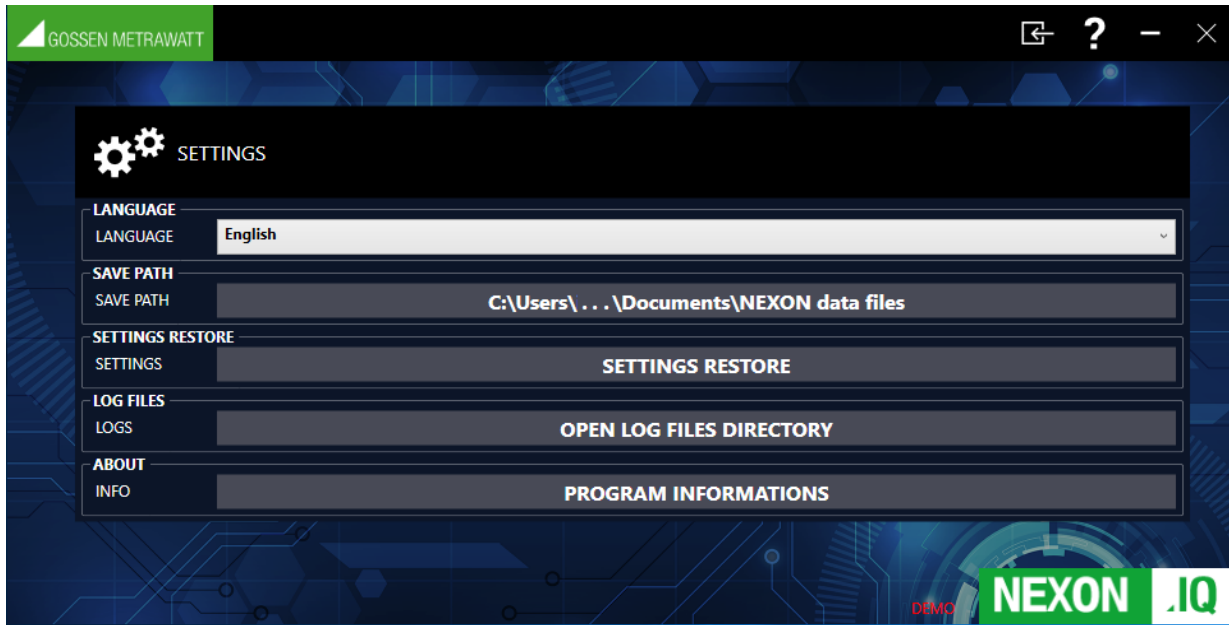 GOSSEN METRAWATT
?
SETTINGS
LANGUAGE
LANGUAGE English
SAVE PATH
SAVE PATH C:\Users\ . . . \Documents\NEXON data files
SETTINGS RESTORE
SETTINGS SETTINGS RESTORE
LOG FILES
LOGS OPEN LOG FILES DIRECTORY
ABOUT
INFO PROGRAM INFORMATIONS
DEMO NEXON .IQ